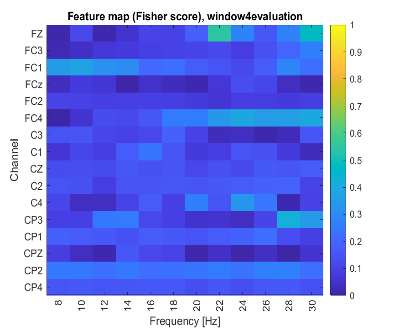 Feature map (Fisher score), window4evaluation
Channel
FZ
FC3
FC1
FCz
FC2
FC4
C3
C1
CZ
C2
C4
CP3
CP1
CPZ
CP2
CP4
8 10 12 14 16 18 20 22 24 26 28 30
Frequency [Hz]
1
0.9
0.8
0.7
0.6
0.5
0.4
0.3
0.2
0.1
0